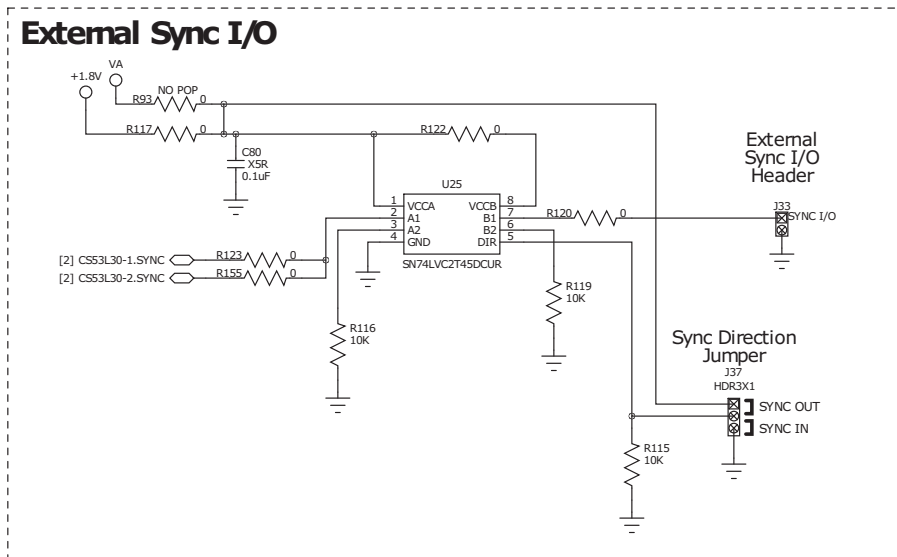 External Sync I/O
VA
+1.8V
NO POP
R93 0
R117 0
R122 0
C80
X5R
0.1uF
External
Sync I/O
Header
U25
J33
1 VCCA VCCB 8
2 A1 B1 7
3 A2 B2 6
4 GND DIR 5
R120 0
SYNC I/O
SN74LVC2T45DCUR
[2] CS53L30-1.SYNC R123 0
[2] CS53L30-2.SYNC R155 0
R119
10K
R116
10K
Sync Direction
Jumper
J37
HDR3X1
SYNC OUT
SYNC IN
R115
10K